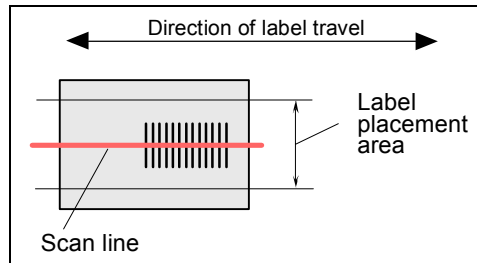 Direction of label travel
Label
placement
area
Scan line